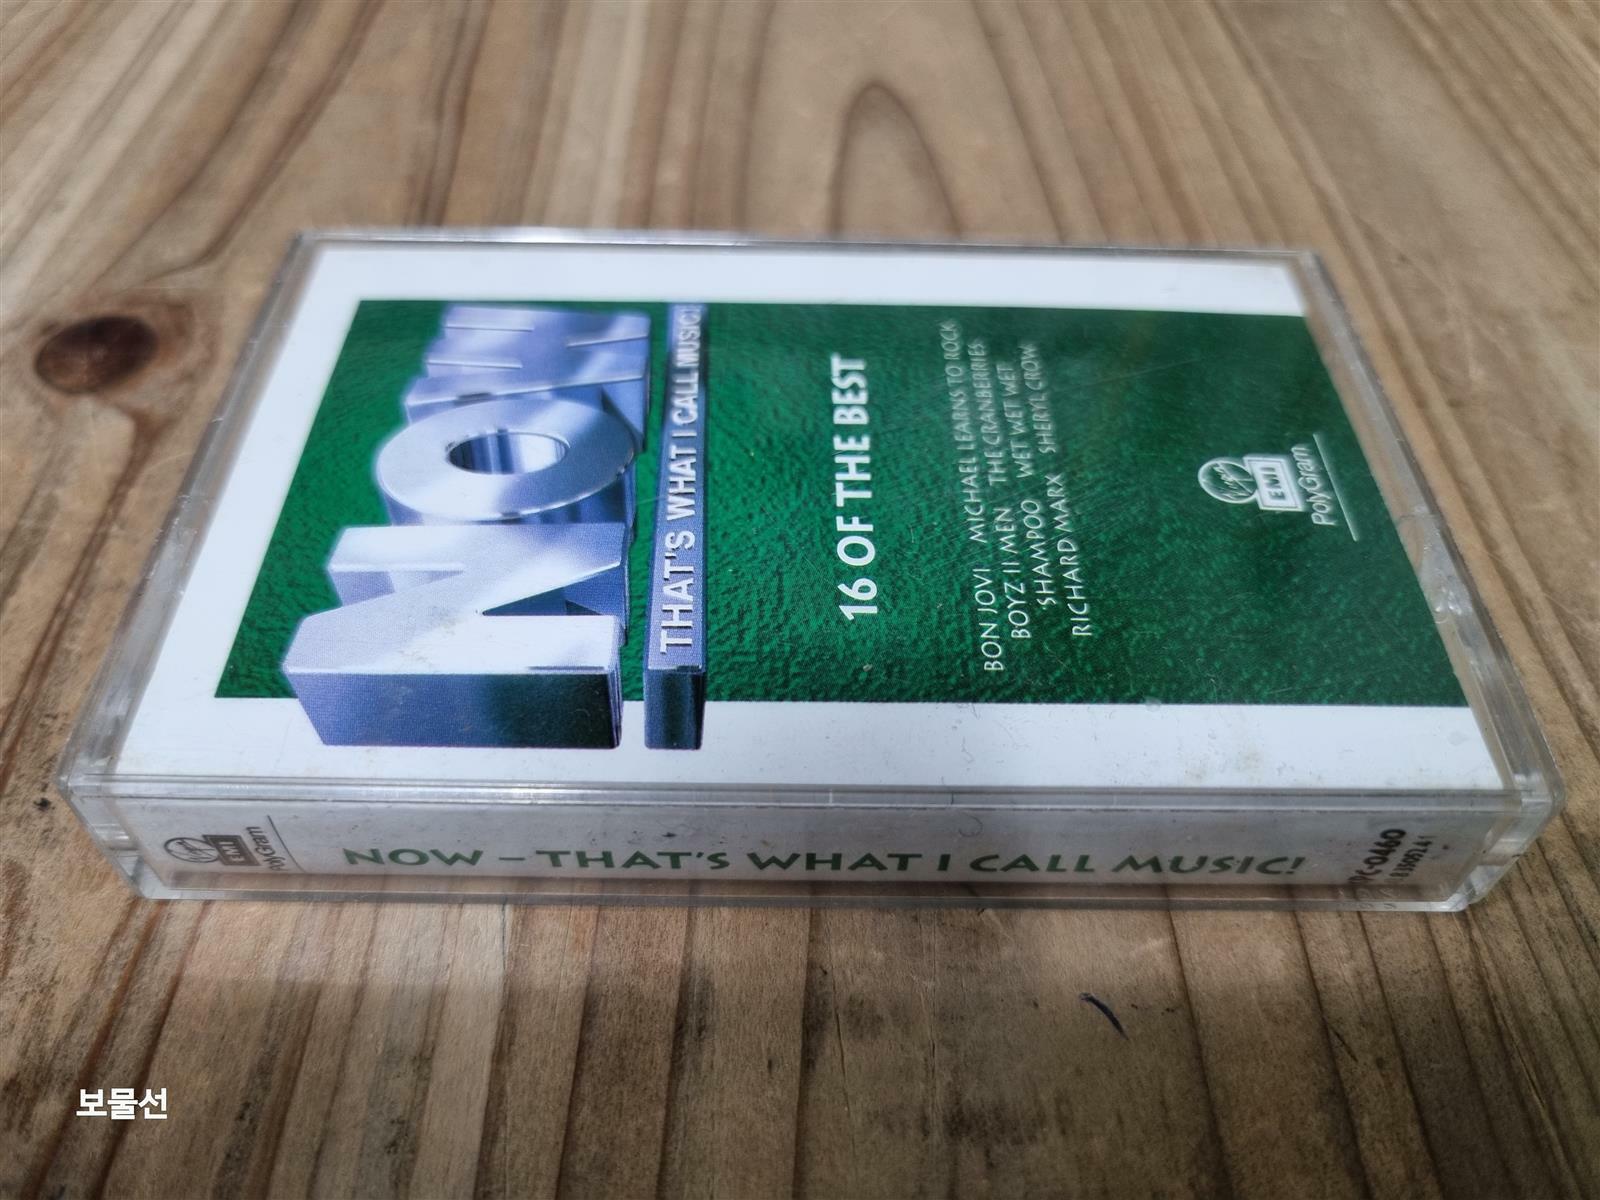 NOW
THAT'S WHAT I CALL MUSIC!
16 OF THE BEST
BON JOVI MICHAEL LEARNS TO ROCK
BOYZ II MEN THE CRANBERRIES
SHAMPOO WET WET WET
RICHARD MARX SHERYL CROW
Virgin
EMI
PolyGram
Virgin
EMI
PolyGram
NOW – THAT'S WHAT I CALL MUSIC!
보물선